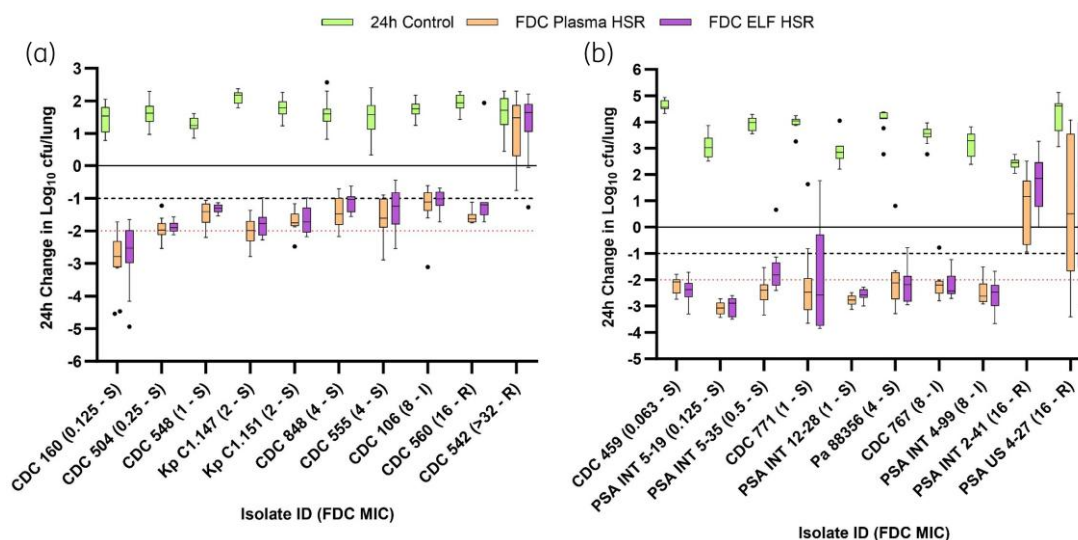 24h Control FDC Plasma HSR FDC ELF HSR
(a)
24h Change in Log10 cfu/lung
3
2
1
0
-1
-2
-3
-4
-5
-6
CDC 160 (0.125 - S)
CDC 504 (0.25 - S)
CDC 548 (1 - S)
Kp C1.147 (2 - S)
Kp C1.151 (2 - S)
CDC 848 (4 - S)
CDC 555 (4 - S)
CDC 106 (8 - I)
CDC 560 (16 - R)
CDC 542 (>32 - R)
Isolate ID (FDC MIC)
(b)
24h Change in Log10 cfu/lung
6
5
4
3
2
1
0
-1
-2
-3
-4
-5
CDC 459 (0.063 - S)
PSA INT 5-19 (0.125 - S)
PSA INT 5-35 (0.5 - S)
CDC 771 (1 - S)
PSA INT 12-28 (1 - S)
Pa 88356 (4 - S)
CDC 767 (8 - I)
PSA INT 4-99 (8 - I)
PSA INT 2-41 (16 - R)
PSA US 4-27 (16 - R)
Isolate ID (FDC MIC)